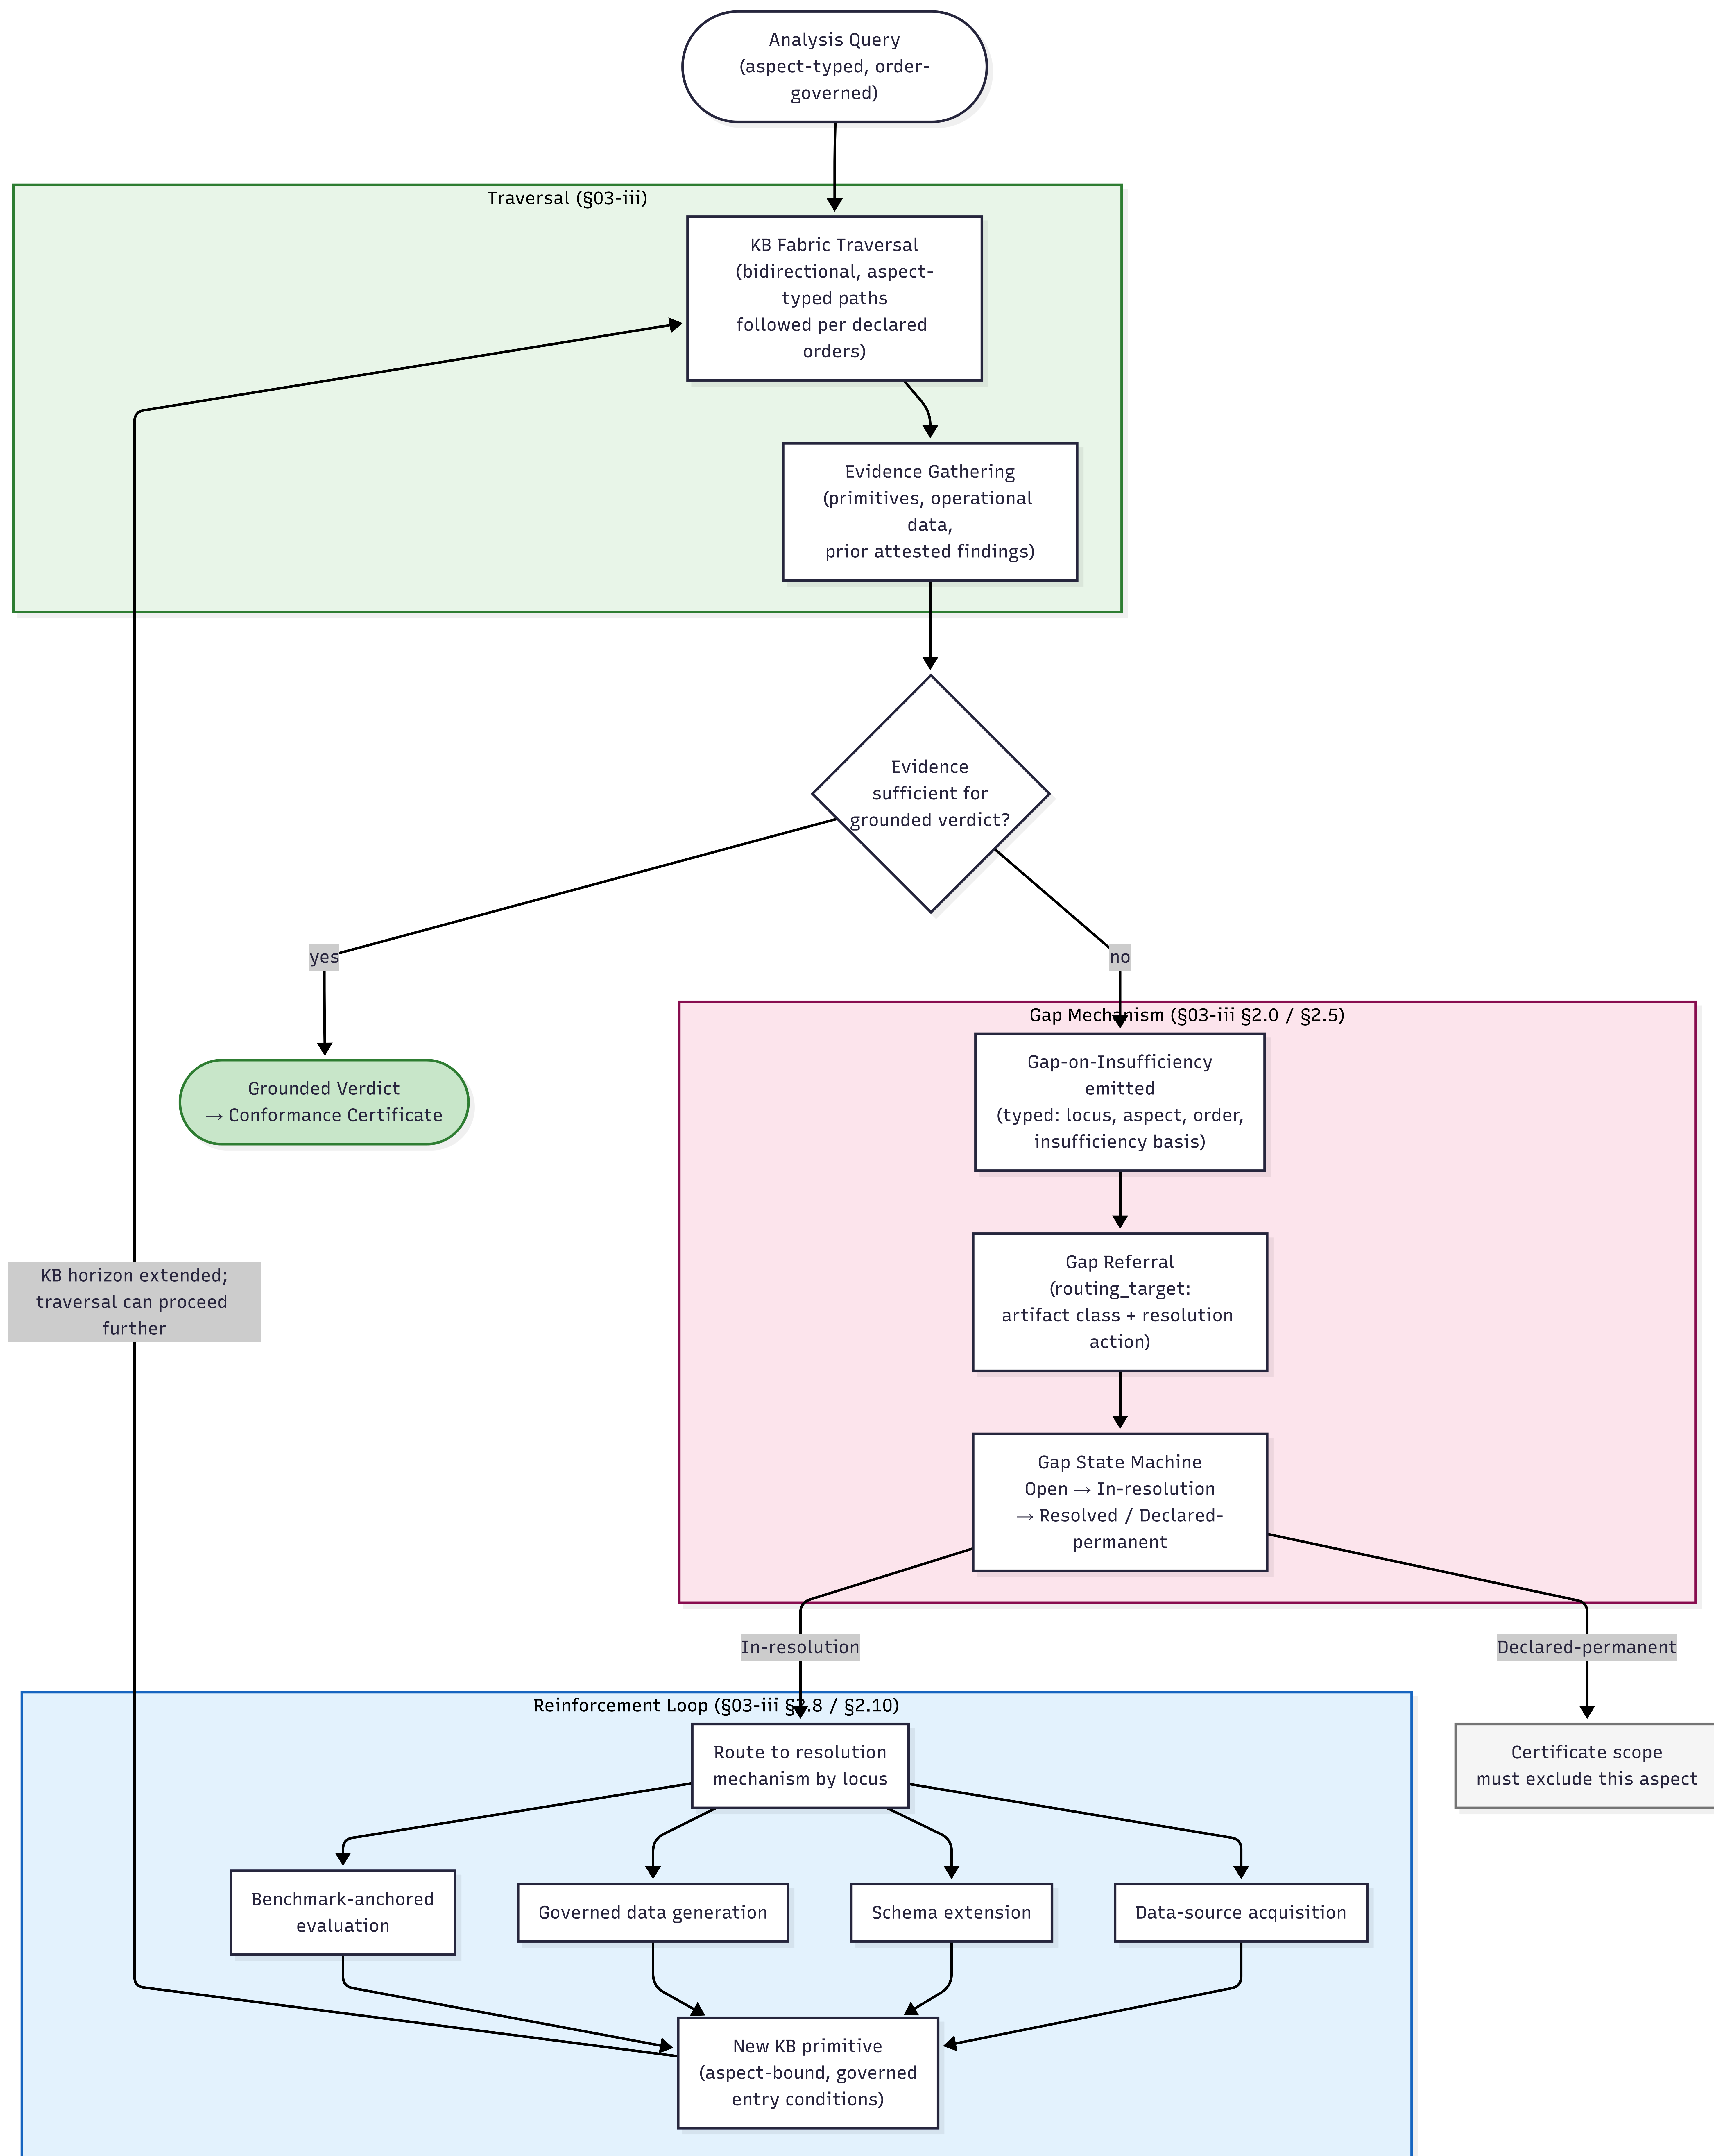 Analysis Query
(aspect-typed, order-
governed)
Traversal (§03-iii)
KB Fabric Traversal
(bidirectional, aspect-
typed paths
followed per declared
orders)
Evidence Gathering
(primitives, operational
data,
prior attested findings)
Evidence
sufficient for
grounded verdict?
yes
no
Gap Mechanism (§03-iii §2.0 / §2.5)
Gap-on-Insufficiency
emitted
(typed: locus, aspect, order,
insufficiency basis)
Grounded Verdict
→ Conformance Certificate
Gap Referral
(routing_target:
artifact class + resolution
action)
KB horizon extended;
traversal can proceed
further
Gap State Machine
Open → In-resolution
→ Resolved / Declared-
permanent
In-resolution
Declared-permanent
Reinforcement Loop (§03-iii / §2.10)
Route to resolution
mechanism by locus
Certificate scope
must exclude this aspect
Benchmark-anchored
evaluation
Governed data generation
Schema extension
Data-source acquisition
New KB primitive
(aspect-bound, governed
entry conditions)